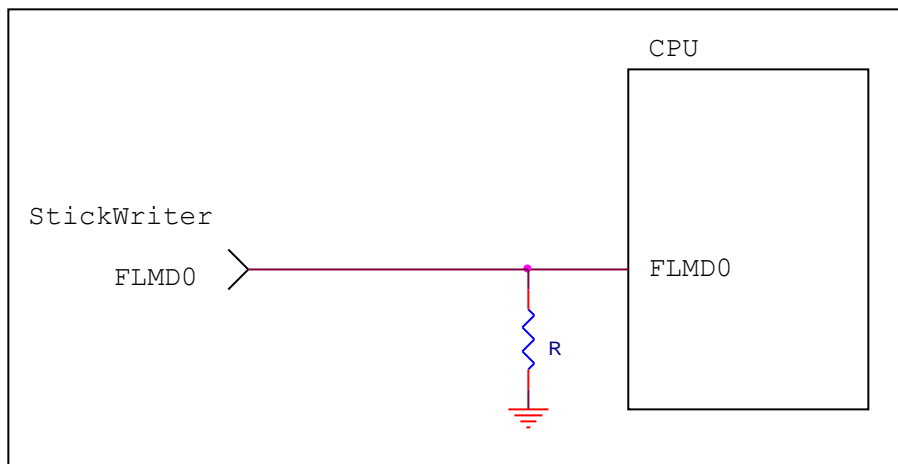 CPU
StickWriter
FLMD0
FLMD0
R